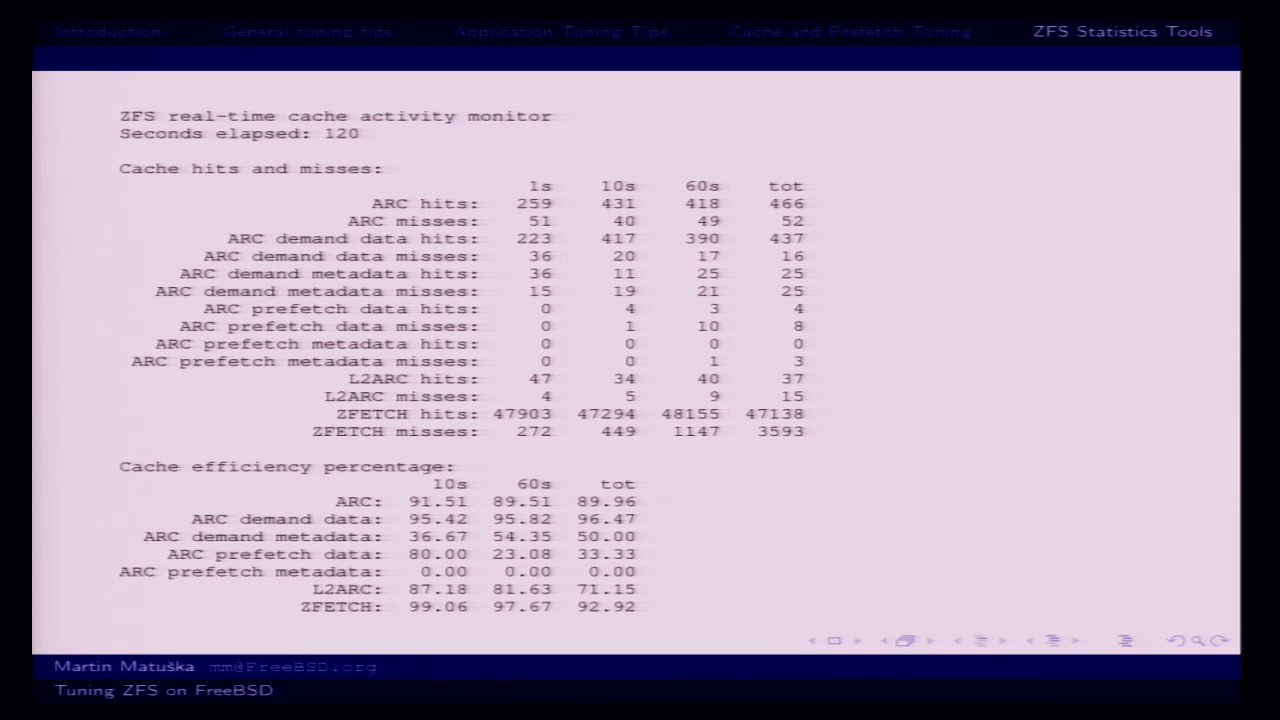 Introduction General tuning tips Application Tuning Tips Cache and Prefetch Tuning ZFS Statistics Tools
ZFS real-time cache activity monitor
Seconds elapsed: 120
Cache hits and misses:
1s 10s 60s tot
ARC hits: 259 431 418 466
ARC misses: 51 40 49 52
ARC demand data hits: 223 417 390 437
ARC demand data misses: 36 20 17 16
ARC demand metadata hits: 36 11 25 25
ARC demand metadata misses: 15 19 21 25
ARC prefetch data hits: 0 4 3 4
ARC prefetch data misses: 0 1 10 8
ARC prefetch metadata hits: 0 0 0 0
ARC prefetch metadata misses: 0 0 1 3
L2ARC hits: 47 34 40 37
L2ARC misses: 4 5 9 15
ZFETCH hits: 47903 47294 48155 47138
ZFETCH misses: 272 449 1147 3593
Cache efficiency percentage:
10s 60s tot
ARC: 91.51 89.51 89.96
ARC demand data: 95.42 95.82 96.47
ARC demand metadata: 36.67 54.35 50.00
ARC prefetch data: 80.00 23.08 33.33
ARC prefetch metadata: 0.00 0.00 0.00
L2ARC: 87.18 81.63 71.15
ZFETCH: 99.06 97.67 92.92
Martin Matuška mm@FreeBSD.org
Tuning ZFS on FreeBSD